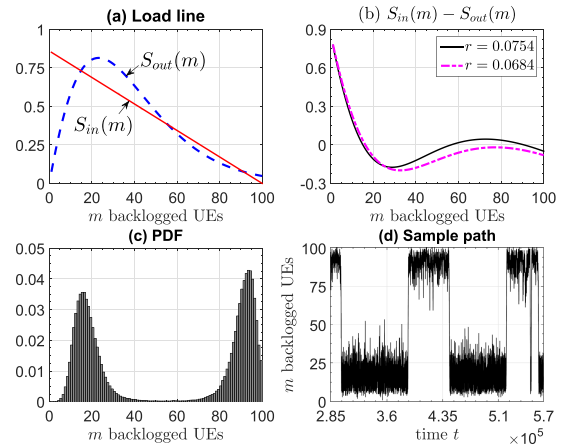 (a) Load line
1
0.75
0.5
0.25
0
S_out(m)
S_in(m)
0 20 40 60 80 100
m backlogged UEs
(b) S_in(m) − S_out(m)
0.9
0.6
0.3
0
-0.3
r = 0.0754
r = 0.0684
0 20 40 60 80 100
m backlogged UEs
(c) PDF
0.05
0.04
0.03
0.02
0.01
0
0 20 40 60 80 100
m backlogged UEs
(d) Sample path
m backlogged UEs
100
75
50
25
0
2.85 3.6 4.35 5.1 5.7
time t
×10^5